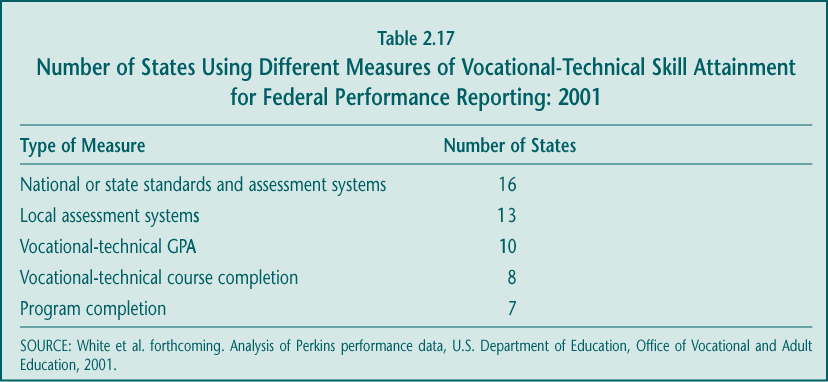 Table 2.17
Number of States Using Different Measures of Vocational-Technical Skill Attainment
for Federal Performance Reporting: 2001
Type of Measure Number of States
National or state standards and assessment systems 16
Local assessment systems 13
Vocational-technical GPA 10
Vocational-technical course completion 8
Program completion 7
SOURCE: White et al. forthcoming. Analysis of Perkins performance data, U.S. Department of Education, Office of Vocational and Adult
Education, 2001.